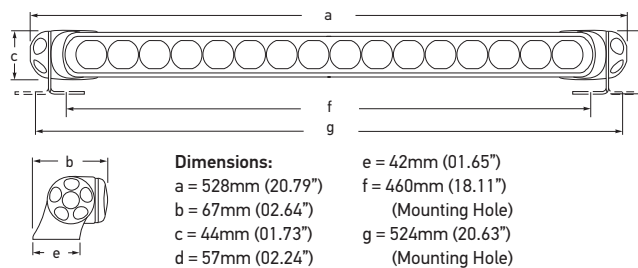 a
c
f
g
b
e
Dimensions:
a = 528mm (20.79”)
b = 67mm (02.64”)
c = 44mm (01.73”)
d = 57mm (02.24”)
e = 42mm (01.65”)
f = 460mm (18.11”)
(Mounting Hole)
g = 524mm (20.63”)
(Mounting Hole)